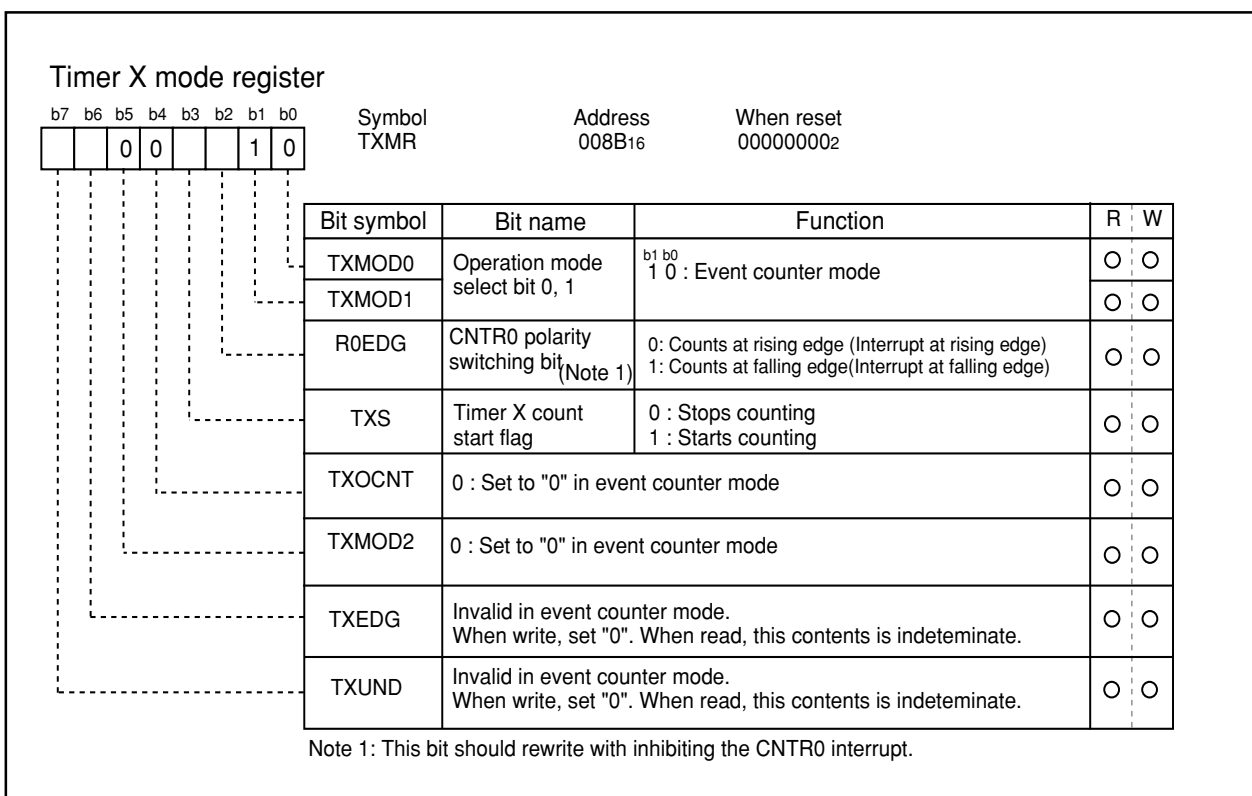 Timer X mode register
b7 b6 b5 b4 b3 b2 b1 b0
Symbol Address When reset
0 0 1 0
TXMR 008B16 000000002
Bit symbol Bit name Function R W
TXMOD0
TXMOD1
Operation mode
select bit 0, 1
b1 b0
1 0 : Event counter mode
R0EDG
CNTR0 polarity
switching bit (Note 1)
0: Counts at rising edge (Interrupt at rising edge)
1: Counts at falling edge(Interrupt at falling edge)
TXS
Timer X count
start flag
0 : Stops counting
1 : Starts counting
TXOCNT
0 : Set to "0" in event counter mode
TXMOD2
0 : Set to "0" in event counter mode
TXEDG
Invalid in event counter mode.
When write, set "0". When read, this contents is indeteminate.
TXUND
Invalid in event counter mode.
When write, set "0". When read, this contents is indeteminate.
Note 1: This bit should rewrite with inhibiting the CNTR0 interrupt.